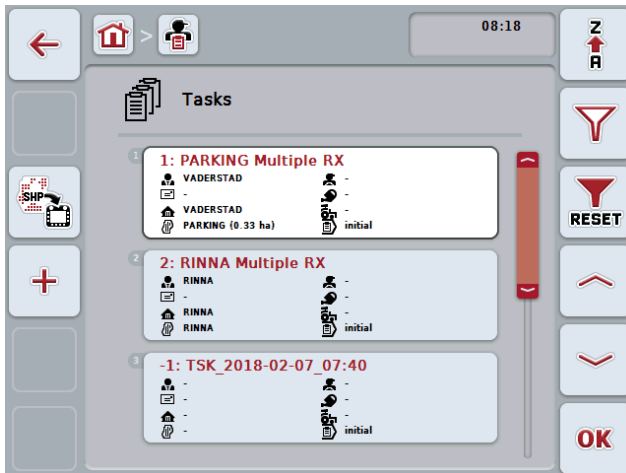 08:18
Z
A
Tasks
1
1: PARKING Multiple RX
VADERSTAD -
- -
VADERSTAD -
PARKING (0.33 ha) initial
SHP
RESET
2
2: RINNA Multiple RX
RINNA -
- -
RINNA -
RINNA initial
3
-1: TSK_2018-02-07_07:40
- -
- -
- -
- initial
OK